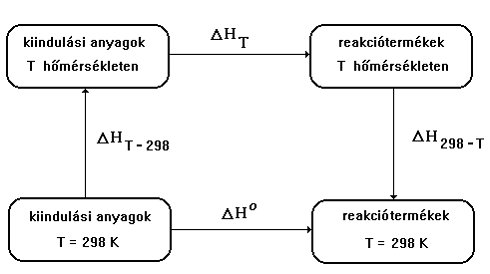 kiindulási anyagok
T hőmérsékleten
ΔH_T
reakciótermékek
T hőmérsékleten
ΔH_T-298
ΔH_298-T
kiindulási anyagok
T = 298 K
ΔH^o
reakciótermékek
T = 298 K